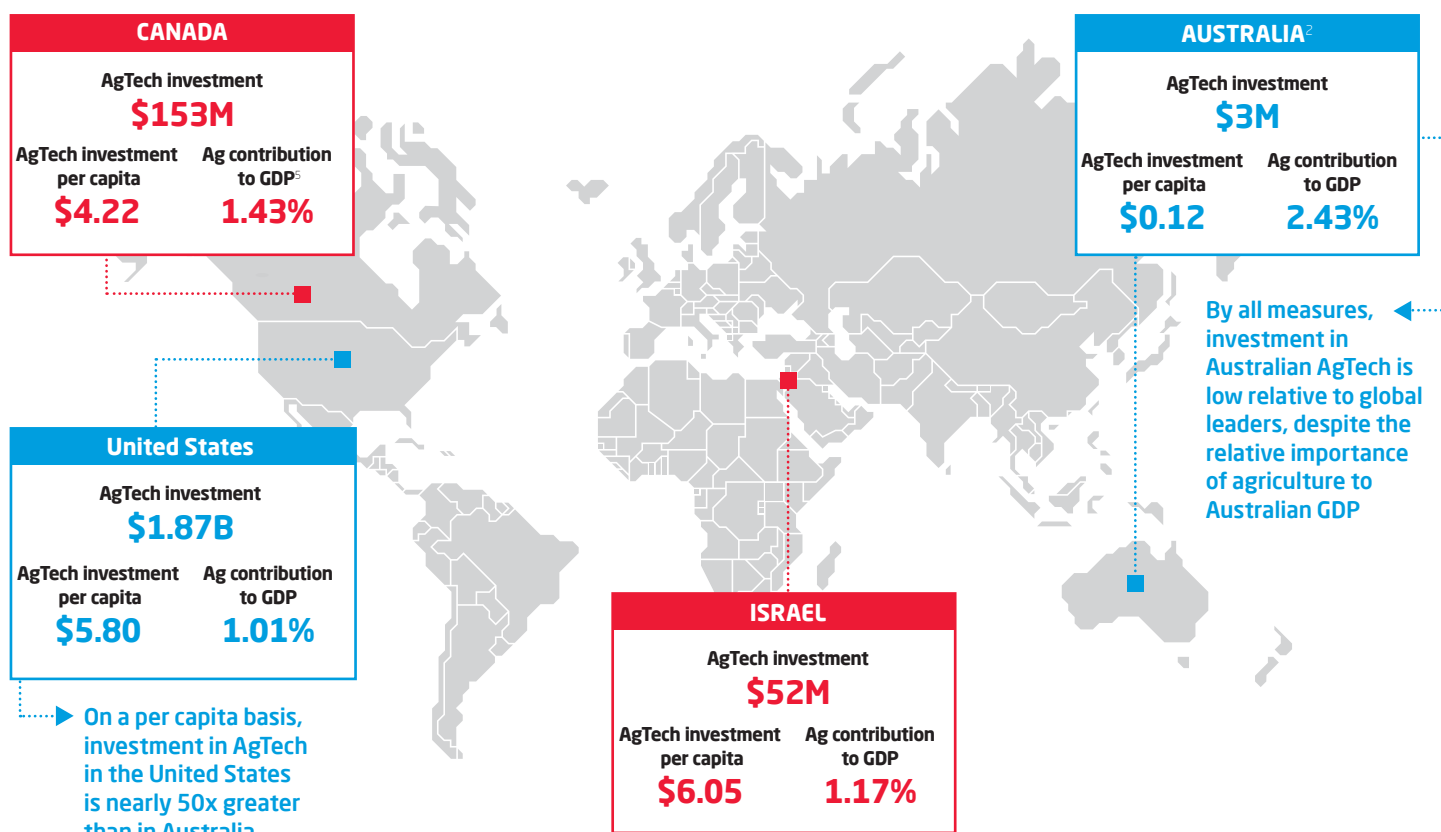 CANADA
AgTech investment
$153M
AgTech investment
per capita
$4.22
Ag contribution
to GDP5
1.43%
AUSTRALIA2
AgTech investment
$3M
AgTech investment
per capita
$0.12
Ag contribution
to GDP
2.43%
By all measures,
investment in
Australian AgTech is
low relative to global
leaders, despite the
relative importance
of agriculture to
Australian GDP
United States
AgTech investment
$1.87B
AgTech investment
per capita
$5.80
Ag contribution
to GDP
1.01%
On a per capita basis,
investment in AgTech
in the United States
is nearly 50x greater
than in Australia
ISRAEL
AgTech investment
$52M
AgTech investment
per capita
$6.05
Ag contribution
to GDP
1.17%